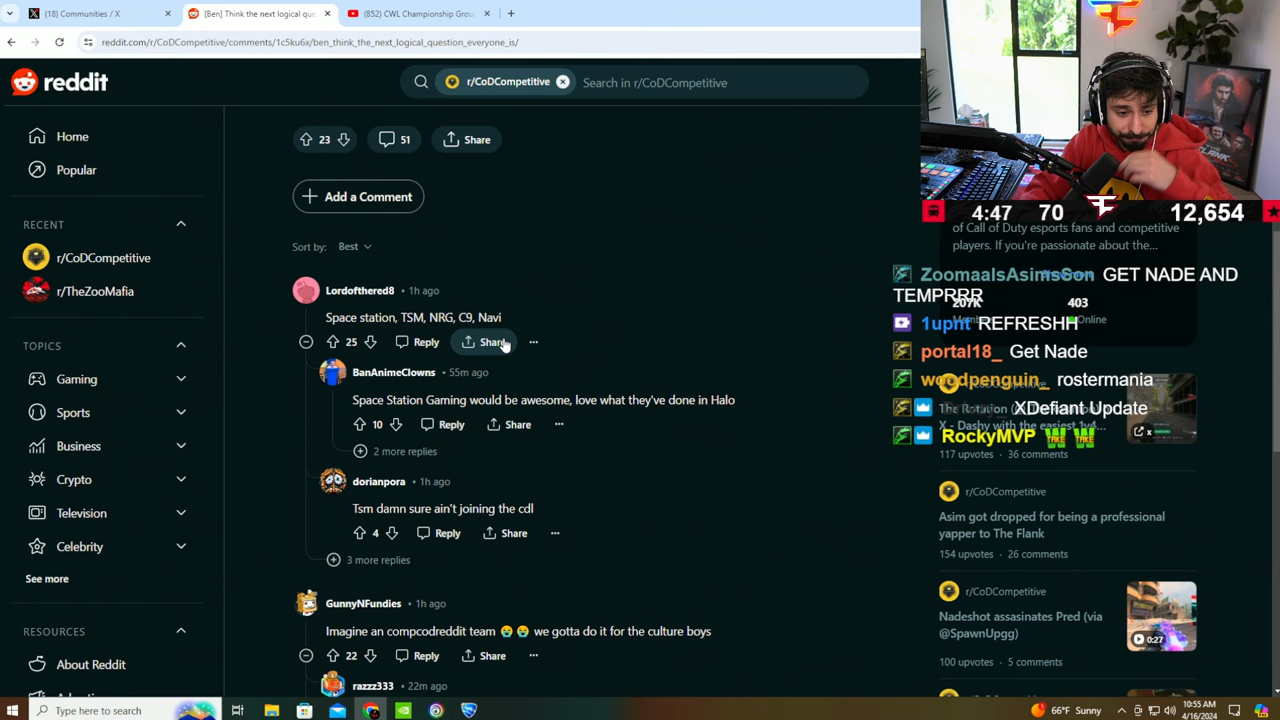 (18) Communities / X
[Ben] Think the next logical que
(852) CWL Championship Grou
reddit.com/r/CoDCompetitive/comments/1c5ku6x/ben_think_the_next_logical_question_everyone_is/
reddit
r/CoDCompetitive
Search in r/CoDCompetitive
Home
Popular
RECENT
r/CoDCompetitive
r/TheZooMafia
TOPICS
Gaming
Sports
Business
Crypto
Television
Celebrity
See more
RESOURCES
About Reddit
23
51
Share
Add a Comment
Sort by: Best
Lordofthered8 • 1h ago
Space station, TSM, NRG, C9, Navi
25 Reply Share
BanAnimeClowns • 55m ago
Space Station Gaming would be awesome, love what they've done in Halo
10 Reply Share
2 more replies
dorianpora • 1h ago
Tsm damn sure ain't joining the cdl
4 Reply Share
3 more replies
GunnyNFundies • 1h ago
Imagine an compcodreddit team 😭 😭 we gotta do it for the culture boys
22 Reply Share
razzz333 • 22m ago
4:47 70 12,654
of Call of Duty esports fans and competitive
players. If you're passionate about the...
ZoomaaIsAsimsSon GET NADE AND
TEMPRRR
207K
403
Online
1upnt REFRESHH
portal18_ Get Nade
woodpenguin_ rostermania
XDefiant Update
X - Dashy with the easiest 1v4...
RockyMVP
117 upvotes • 36 comments
r/CoDCompetitive
Asim got dropped for being a professional
yapper to The Flank
154 upvotes • 26 comments
r/CoDCompetitive
Nadeshot assasinates Pred (via
@SpawnUpgg)
0:27
100 upvotes • 5 comments
Type here to search
66°F Sunny
10:55 AM
4/16/2024